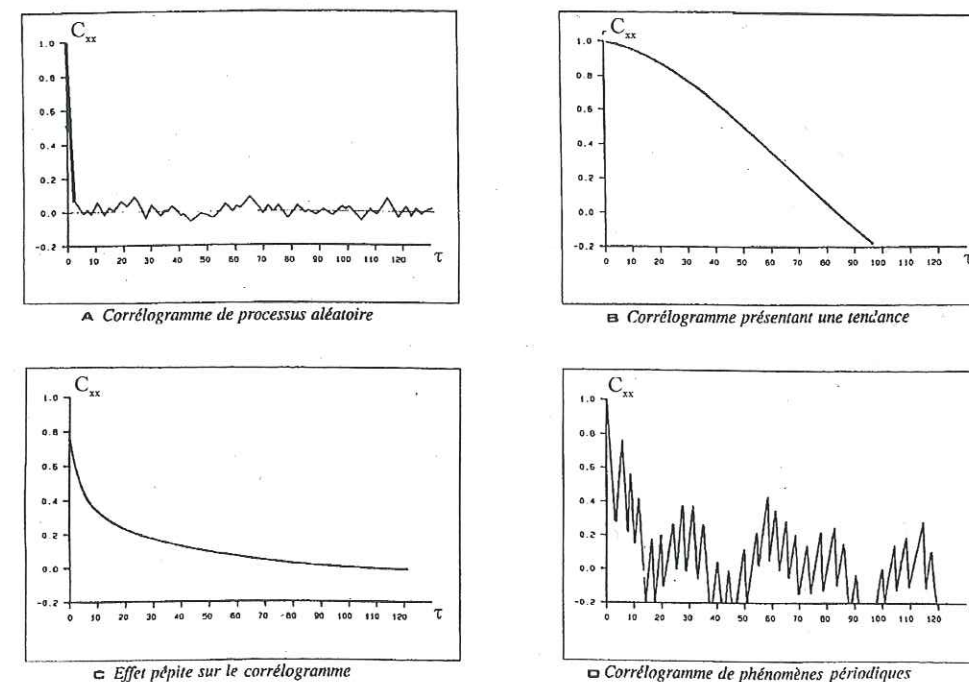 C_xx
1.0
0.8
0.6
0.4
0.2
0.0
-0.2
0 10 20 30 40 50 60 70 80 90 100 110 120 τ
A Corrélogramme de processus aléatoire
C_xx
1.0
0.8
0.6
0.4
0.2
0.0
-0.2
0 10 20 30 40 50 60 70 80 90 100 110 120 τ
B Corrélogramme présentant une tendance
C_xx
1.0
0.8
0.6
0.4
0.2
0.0
-0.2
0 10 20 30 40 50 60 70 80 90 100 110 120 τ
C Effet pépite sur le corrélogramme
C_xx
1.0
0.8
0.6
0.4
0.2
0.0
-0.2
0 10 20 30 40 50 60 70 80 90 100 110 120
D Corrélogramme de phénomènes périodiques